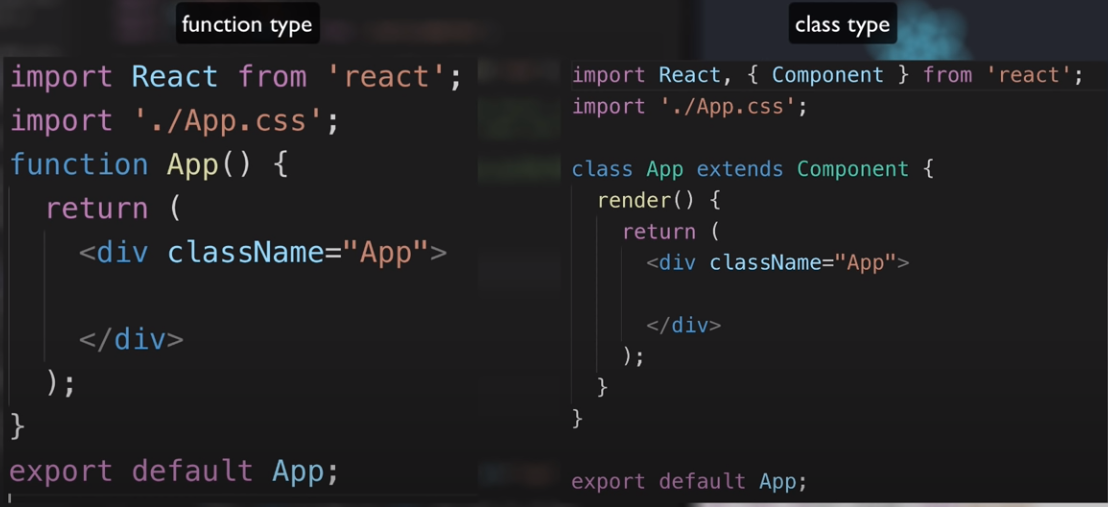 function type
import React from 'react';
import './App.css';
function App() {
return (
<div className="App">
</div>
);
}
export default App;
class type
import React, { Component } from 'react';
import './App.css';
class App extends Component {
render() {
return (
<div className="App">
</div>
);
}
}
export default App;